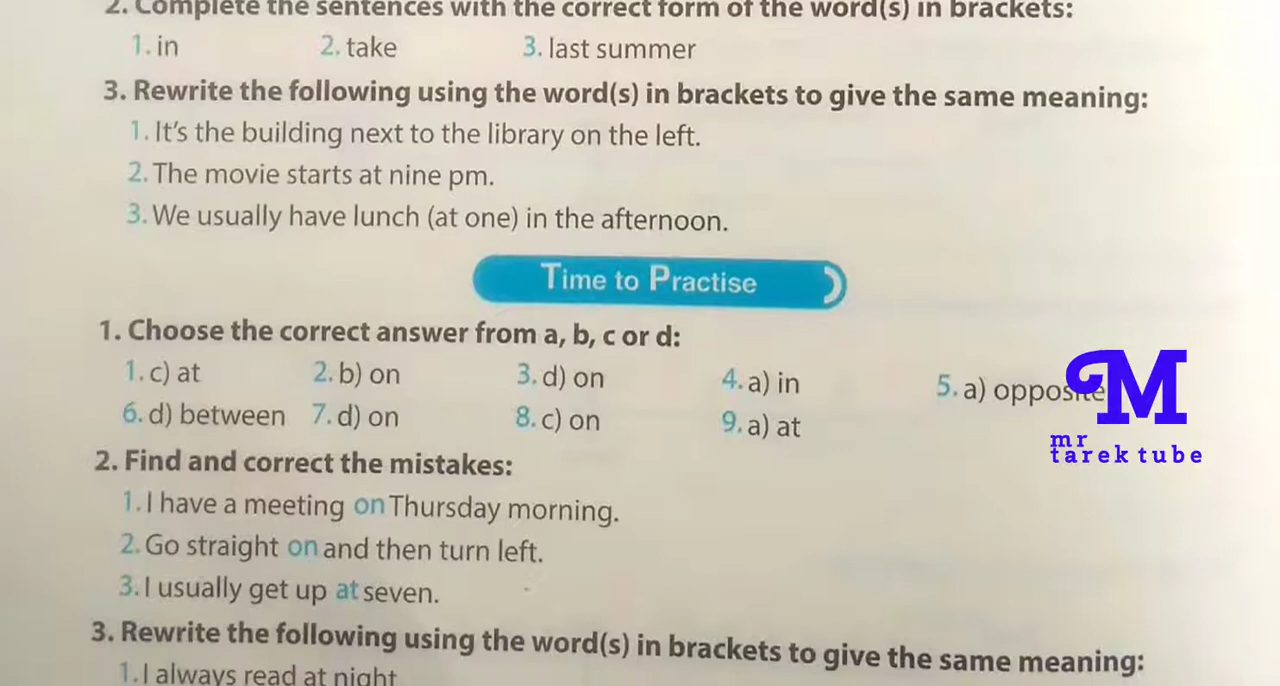 2. Complete the sentences with the correct form of the word(s) in brackets:
1. in 2. take 3. last summer
3. Rewrite the following using the word(s) in brackets to give the same meaning:
1. It's the building next to the library on the left.
2. The movie starts at nine pm.
3. We usually have lunch (at one) in the afternoon.
Time to Practise
1. Choose the correct answer from a, b, c or d:
1. c) at 2. b) on 3. d) on 4. a) in 5. a) opposite
6. d) between 7. d) on 8. c) on 9. a) at
M
mr
tarek tube
2. Find and correct the mistakes:
1. I have a meeting on Thursday morning.
2. Go straight on and then turn left.
3. I usually get up at seven.
3. Rewrite the following using the word(s) in brackets to give the same meaning:
1. I always read at night